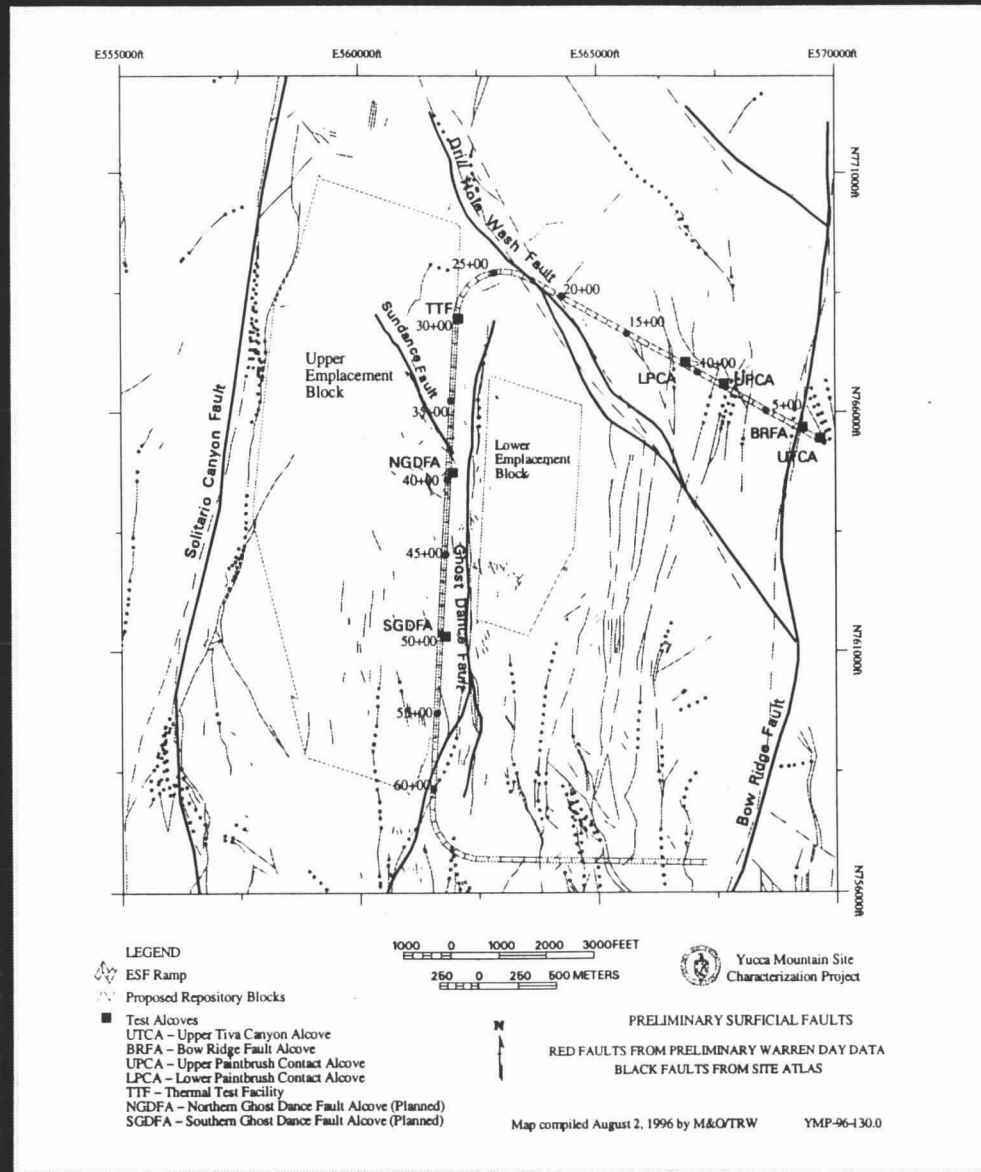 E555000ft
E560000ft
E565000ft
E570000ft
N771000ft
N766000ft
N761000ft
N756000ft
Drill Hole Wash Fault
25+00
20+00
TTF
30+00
15+00
Sundance Fault
Upper
Emplacement
Block
LPCA
10+00
UPCA
35+00
5+00
BRFA
UTCA
Solitario Canyon Fault
NGDFA
40+00
Lower
Emplacement
Block
45+00
Ghost Dance Fault
SGDFA
50+00
55+00
Bow Ridge Fault
60+00
1000 0 1000 2000 3000FEET
250 0 250 500 METERS
LEGEND
ESF Ramp
Proposed Repository Blocks
Test Alcoves
UTCA – Upper Tiva Canyon Alcove
BRFA – Bow Ridge Fault Alcove
UPCA – Upper Paintbrush Contact Alcove
LPCA – Lower Paintbrush Contact Alcove
TTF – Thermal Test Facility
NGDFA – Northern Ghost Dance Fault Alcove (Planned)
SGDFA – Southern Ghost Dance Fault Alcove (Planned)
N
Yucca Mountain Site
Characterization Project
PRELIMINARY SURFICIAL FAULTS
RED FAULTS FROM PRELIMINARY WARREN DAY DATA
BLACK FAULTS FROM SITE ATLAS
Map compiled August 2, 1996 by M&O/TRW
YMP-96-130.0